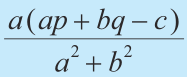 a(ap + bq − c)
a² + b²